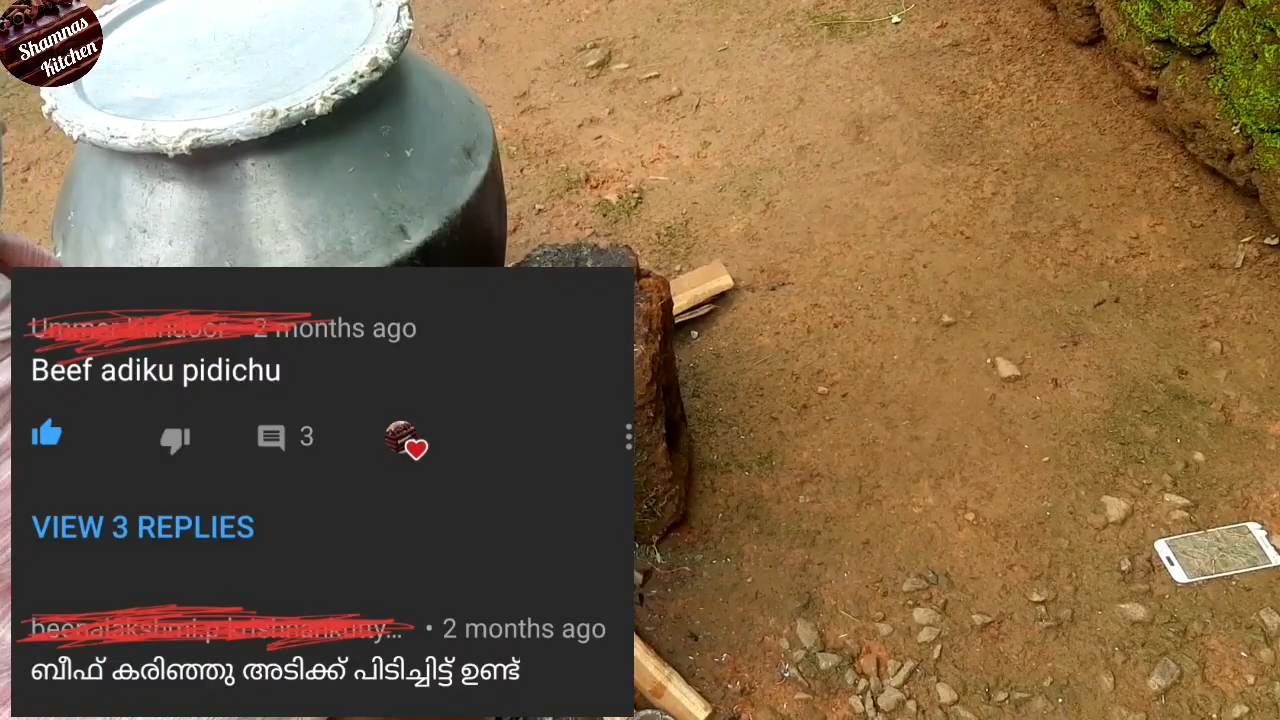 Shamnas
Kitchen
2 months ago
Beef adiku pidichu
3
VIEW 3 REPLIES
• 2 months ago
ബീഫ് കരിഞ്ഞു അടിക്ക് പിടിച്ചിട്ട് ഉണ്ട്